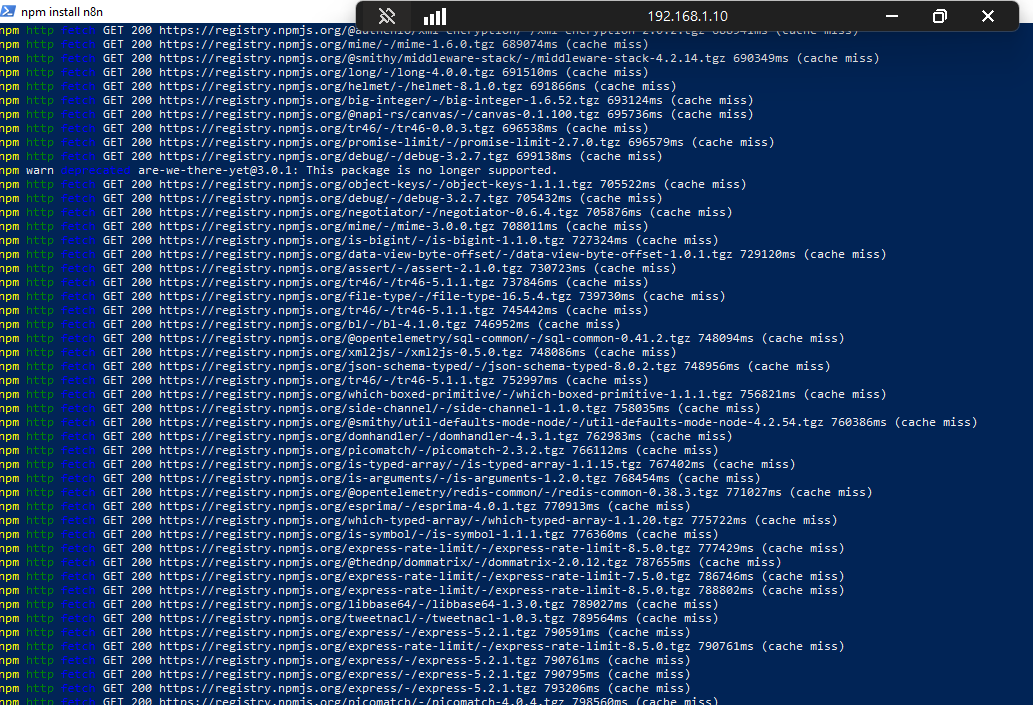 npm install n8n
192.168.1.10
npm http fetch GET 200 https://registry.npmjs.org/@authenio/xml-encryption/-/xml-encryption-2.0.2.tgz 688941ms (cache miss)
npm http fetch GET 200 https://registry.npmjs.org/mime/-/mime-1.6.0.tgz 689074ms (cache miss)
npm http fetch GET 200 https://registry.npmjs.org/@smithy/middleware-stack/-/middleware-stack-4.2.14.tgz 690349ms (cache miss)
npm http fetch GET 200 https://registry.npmjs.org/long/-/long-4.0.0.tgz 691510ms (cache miss)
npm http fetch GET 200 https://registry.npmjs.org/helmet/-/helmet-8.1.0.tgz 691866ms (cache miss)
npm http fetch GET 200 https://registry.npmjs.org/big-integer/-/big-integer-1.6.52.tgz 693124ms (cache miss)
npm http fetch GET 200 https://registry.npmjs.org/@napi-rs/canvas/-/canvas-0.1.100.tgz 695736ms (cache miss)
npm http fetch GET 200 https://registry.npmjs.org/tr46/-/tr46-0.0.3.tgz 696538ms (cache miss)
npm http fetch GET 200 https://registry.npmjs.org/promise-limit/-/promise-limit-2.7.0.tgz 696579ms (cache miss)
npm http fetch GET 200 https://registry.npmjs.org/debug/-/debug-3.2.7.tgz 699138ms (cache miss)
npm warn deprecated are-we-there-yet@3.0.1: This package is no longer supported.
npm http fetch GET 200 https://registry.npmjs.org/object-keys/-/object-keys-1.1.1.tgz 705522ms (cache miss)
npm http fetch GET 200 https://registry.npmjs.org/debug/-/debug-3.2.7.tgz 705432ms (cache miss)
npm http fetch GET 200 https://registry.npmjs.org/negotiator/-/negotiator-0.6.4.tgz 705876ms (cache miss)
npm http fetch GET 200 https://registry.npmjs.org/mime/-/mime-3.0.0.tgz 708011ms (cache miss)
npm http fetch GET 200 https://registry.npmjs.org/is-bigint/-/is-bigint-1.1.0.tgz 727324ms (cache miss)
npm http fetch GET 200 https://registry.npmjs.org/data-view-byte-offset/-/data-view-byte-offset-1.0.1.tgz 729120ms (cache miss)
npm http fetch GET 200 https://registry.npmjs.org/assert/-/assert-2.1.0.tgz 730723ms (cache miss)
npm http fetch GET 200 https://registry.npmjs.org/tr46/-/tr46-5.1.1.tgz 737846ms (cache miss)
npm http fetch GET 200 https://registry.npmjs.org/file-type/-/file-type-16.5.4.tgz 739730ms (cache miss)
npm http fetch GET 200 https://registry.npmjs.org/tr46/-/tr46-5.1.1.tgz 745442ms (cache miss)
npm http fetch GET 200 https://registry.npmjs.org/bl/-/bl-4.1.0.tgz 746952ms (cache miss)
npm http fetch GET 200 https://registry.npmjs.org/@opentelemetry/sql-common/-/sql-common-0.41.2.tgz 748094ms (cache miss)
npm http fetch GET 200 https://registry.npmjs.org/xml2js/-/xml2js-0.5.0.tgz 748086ms (cache miss)
npm http fetch GET 200 https://registry.npmjs.org/json-schema-typed/-/json-schema-typed-8.0.2.tgz 748956ms (cache miss)
npm http fetch GET 200 https://registry.npmjs.org/tr46/-/tr46-5.1.1.tgz 752997ms (cache miss)
npm http fetch GET 200 https://registry.npmjs.org/which-boxed-primitive/-/which-boxed-primitive-1.1.1.tgz 756821ms (cache miss)
npm http fetch GET 200 https://registry.npmjs.org/side-channel/-/side-channel-1.1.0.tgz 758035ms (cache miss)
npm http fetch GET 200 https://registry.npmjs.org/@smithy/util-defaults-mode-node/-/util-defaults-mode-node-4.2.54.tgz 760386ms (cache miss)
npm http fetch GET 200 https://registry.npmjs.org/domhandler/-/domhandler-4.3.1.tgz 762983ms (cache miss)
npm http fetch GET 200 https://registry.npmjs.org/picomatch/-/picomatch-2.3.2.tgz 766112ms (cache miss)
npm http fetch GET 200 https://registry.npmjs.org/is-typed-array/-/is-typed-array-1.1.15.tgz 767402ms (cache miss)
npm http fetch GET 200 https://registry.npmjs.org/is-arguments/-/is-arguments-1.2.0.tgz 768454ms (cache miss)
npm http fetch GET 200 https://registry.npmjs.org/@opentelemetry/redis-common/-/redis-common-0.38.3.tgz 771027ms (cache miss)
npm http fetch GET 200 https://registry.npmjs.org/esprima/-/esprima-4.0.1.tgz 770913ms (cache miss)
npm http fetch GET 200 https://registry.npmjs.org/which-typed-array/-/which-typed-array-1.1.20.tgz 775722ms (cache miss)
npm http fetch GET 200 https://registry.npmjs.org/is-symbol/-/is-symbol-1.1.1.tgz 776360ms (cache miss)
npm http fetch GET 200 https://registry.npmjs.org/express-rate-limit/-/express-rate-limit-8.5.0.tgz 777429ms (cache miss)
npm http fetch GET 200 https://registry.npmjs.org/@thednp/dommatrix/-/dommatrix-2.0.12.tgz 787655ms (cache miss)
npm http fetch GET 200 https://registry.npmjs.org/express-rate-limit/-/express-rate-limit-7.5.0.tgz 786746ms (cache miss)
npm http fetch GET 200 https://registry.npmjs.org/express-rate-limit/-/express-rate-limit-8.5.0.tgz 788802ms (cache miss)
npm http fetch GET 200 https://registry.npmjs.org/libbase64/-/libbase64-1.3.0.tgz 789027ms (cache miss)
npm http fetch GET 200 https://registry.npmjs.org/tweetnacl/-/tweetnacl-1.0.3.tgz 789564ms (cache miss)
npm http fetch GET 200 https://registry.npmjs.org/express/-/express-5.2.1.tgz 790591ms (cache miss)
npm http fetch GET 200 https://registry.npmjs.org/express-rate-limit/-/express-rate-limit-8.5.0.tgz 790761ms (cache miss)
npm http fetch GET 200 https://registry.npmjs.org/express/-/express-5.2.1.tgz 790761ms (cache miss)
npm http fetch GET 200 https://registry.npmjs.org/express/-/express-5.2.1.tgz 790795ms (cache miss)
npm http fetch GET 200 https://registry.npmjs.org/express/-/express-5.2.1.tgz 793206ms (cache miss)
npm http fetch GET 200 https://registry.npmjs.org/picomatch/-/picomatch-4.0.4.tgz 798560ms (cache miss)